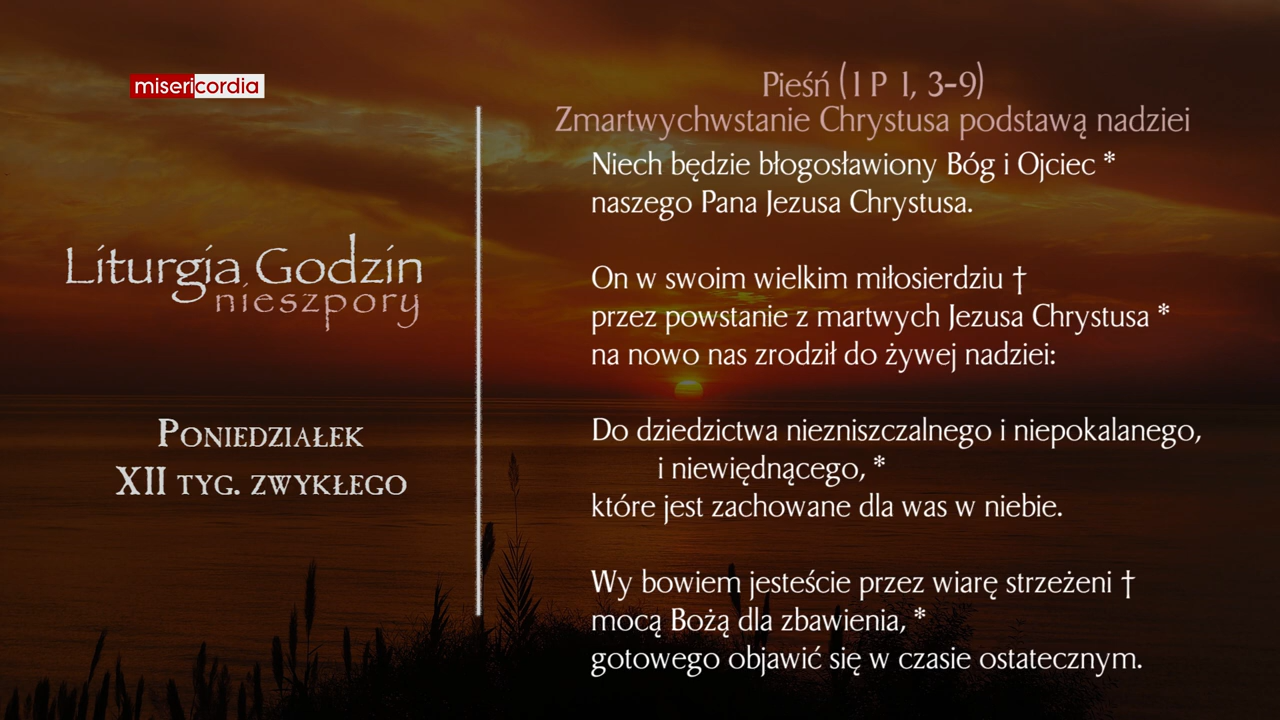 misericordia
Liturgia Godzin
nieszpory
Poniedziałek
XII tyg. zwykłego
Pieśń (1 P 1, 3-9)
Zmartwychwstanie Chrystusa podstawą nadziei
Niech będzie błogosławiony Bóg i Ojciec *
naszego Pana Jezusa Chrystusa.
On w swoim wielkim miłosierdziu †
przez powstanie z martwych Jezusa Chrystusa *
na nowo nas zrodził do żywej nadziei:
Do dziedzictwa niezniszczalnego i niepokalanego,
i niewiędnącego, *
które jest zachowane dla was w niebie.
Wy bowiem jesteście przez wiarę strzeżeni †
mocą Bożą dla zbawienia, *
gotowego objawić się w czasie ostatecznym.